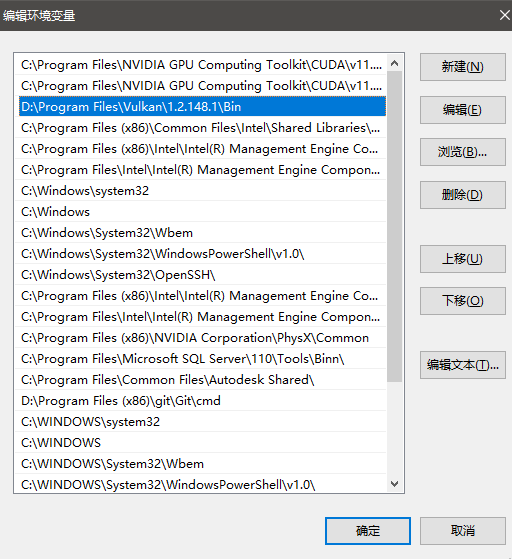 编辑环境变量
C:\Program Files\NVIDIA GPU Computing Toolkit\CUDA\v11....
C:\Program Files\NVIDIA GPU Computing Toolkit\CUDA\v11....
D:\Program Files\Vulkan\1.2.148.1\Bin
C:\Program Files (x86)\Common Files\Intel\Shared Libraries\...
C:\Program Files (x86)\Intel\Intel(R) Management Engine Co...
C:\Program Files\Intel\Intel(R) Management Engine Compon...
C:\Windows\system32
C:\Windows
C:\Windows\System32\Wbem
C:\Windows\System32\WindowsPowerShell\v1.0\
C:\Windows\System32\OpenSSH\
C:\Program Files (x86)\Intel\Intel(R) Management Engine Co...
C:\Program Files\Intel\Intel(R) Management Engine Compon...
C:\Program Files (x86)\NVIDIA Corporation\PhysX\Common
C:\Program Files\Microsoft SQL Server\110\Tools\Binn\
C:\Program Files\Common Files\Autodesk Shared\
D:\Program Files (x86)\git\Git\cmd
C:\WINDOWS\system32
C:\WINDOWS
C:\WINDOWS\System32\Wbem
C:\WINDOWS\System32\WindowsPowerShell\v1.0\
新建(N)
编辑(E)
浏览(B)...
删除(D)
上移(U)
下移(O)
编辑文本(T)...
确定
取消